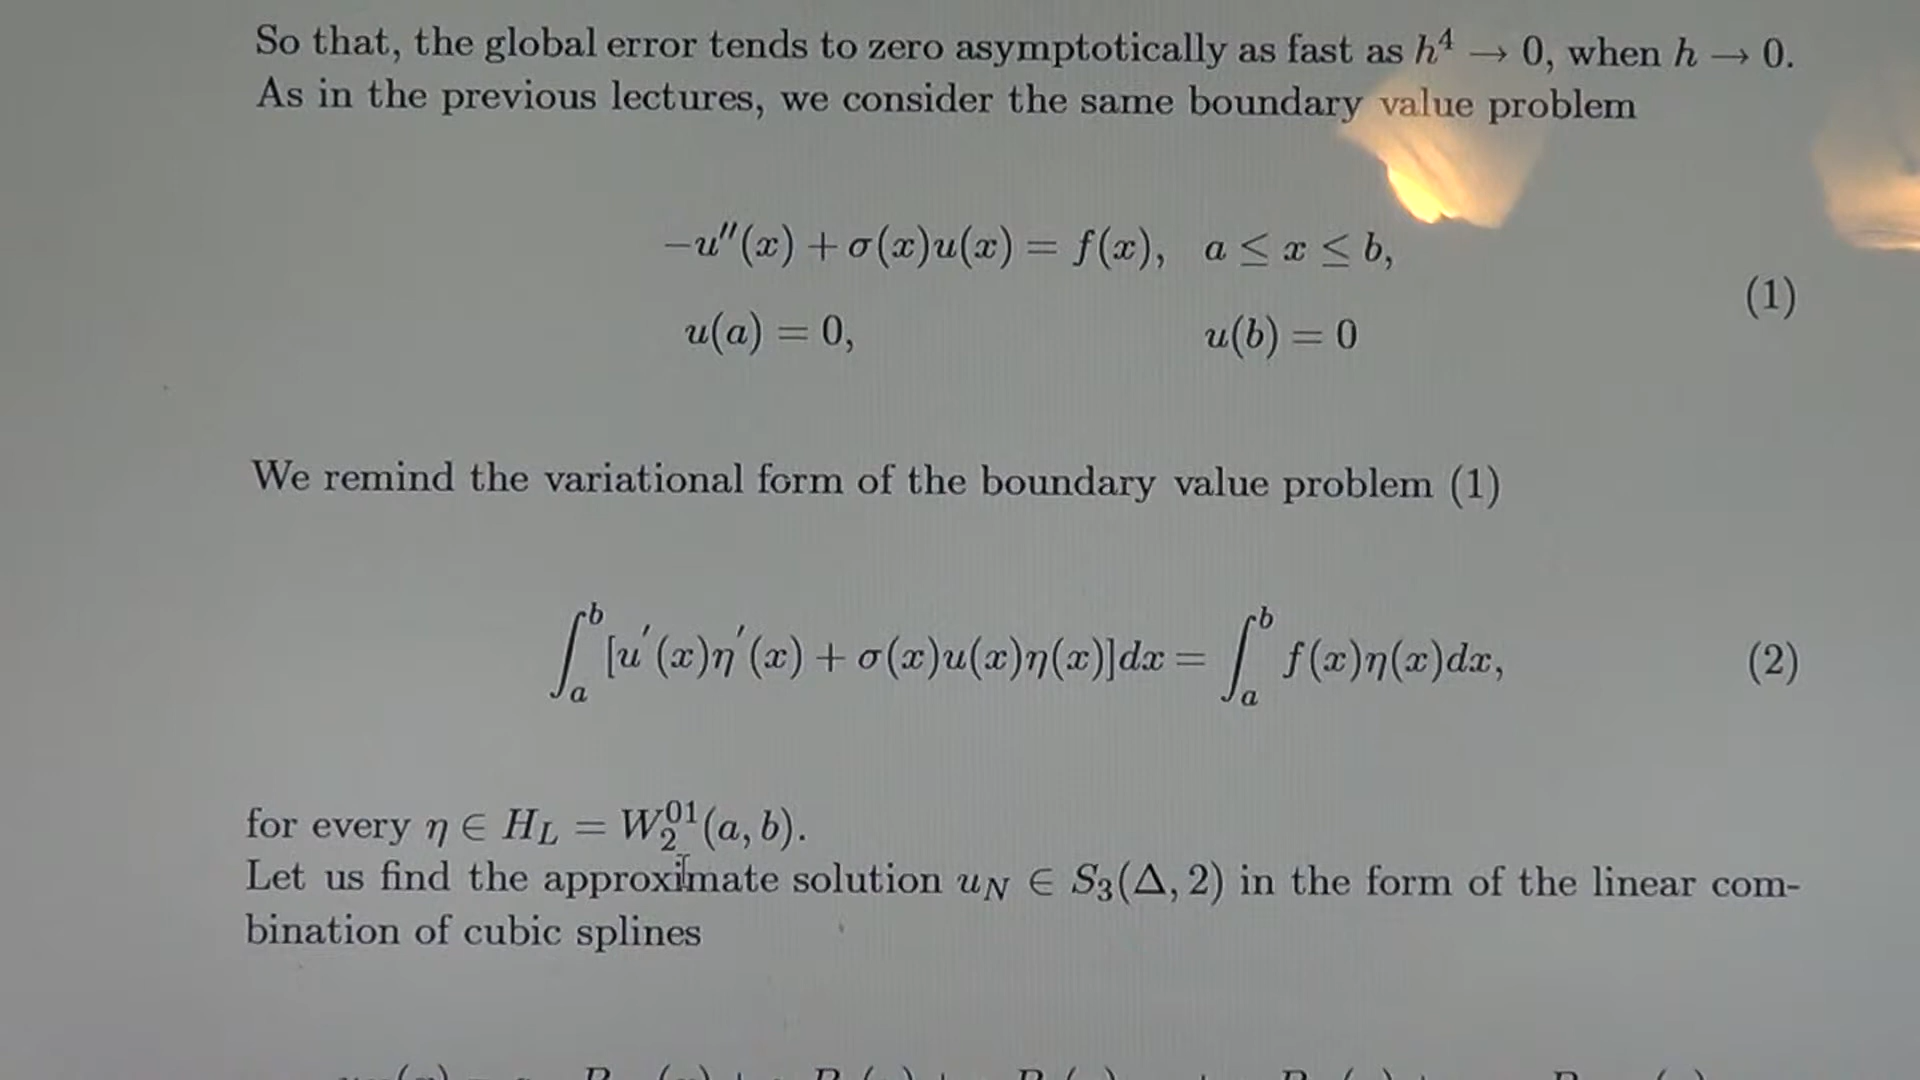 So that, the global error tends to zero asymptotically as fast as h⁴ → 0, when h → 0.
As in the previous lectures, we consider the same boundary value problem
−u″(x) + σ(x)u(x) = f(x), a ≤ x ≤ b,
(1)
u(a) = 0, u(b) = 0
We remind the variational form of the boundary value problem (1)
∫_a^b [u′(x)η′(x) + σ(x)u(x)η(x)]dx = ∫_a^b f(x)η(x)dx, (2)
for every η ∈ H_L = W_2^{01}(a, b).
Let us find the approximate solution u_N ∈ S_3(Δ, 2) in the form of the linear com-
bination of cubic splines